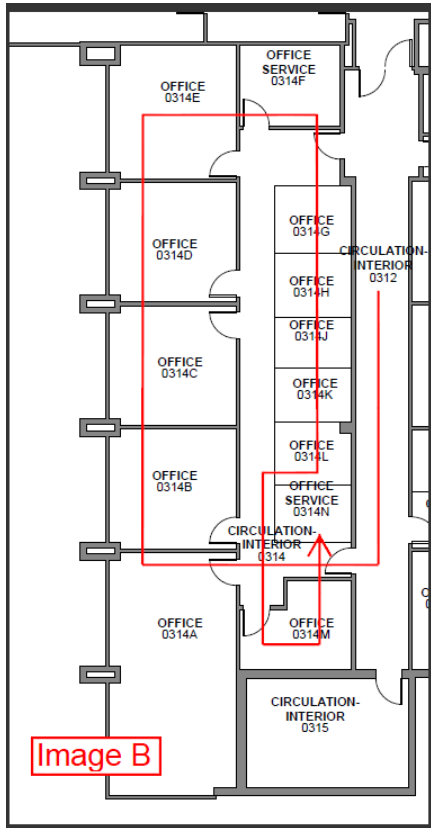 OFFICE
SERVICE
0314F
OFFICE
0314E
OFFICE
0314G
OFFICE
0314D
CIRCULATION-
INTERIOR
0312
OFFICE
0314H
OFFICE
0314J
OFFICE
0314C
OFFICE
0314K
OFFICE
0314L
OFFICE
0314B
OFFICE
SERVICE
0314N
CIRCULATION-
INTERIOR
0314
OFFICE
0314A
OFFICE
0314M
CIRCULATION-
INTERIOR
0315
Image B